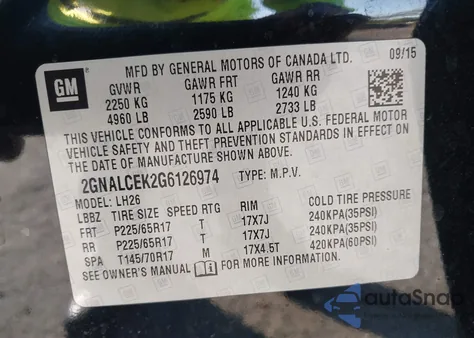 MFD BY GENERAL MOTORS OF CANADA LTD. 09/15
GM
GVWR GAWR FRT GAWR RR
2250 KG 1175 KG 1240 KG
4960 LB 2590 LB 2733 LB
THIS VEHICLE CONFORMS TO ALL APPLICABLE U.S. FEDERAL MOTOR
VEHICLE SAFETY AND THEFT PREVENTION STANDARDS IN EFFECT ON THE
DATE OF MANUFACTURE SHOWN ABOVE.
2GNALCEK2G6126974 TYPE: M.P.V.
MODEL: LH26
LBBZ TIRE SIZE SPEED RTG RIM COLD TIRE PRESSURE
FRT P225/65R17 T 17X7J 240KPA(35PSI)
RR P225/65R17 T 17X7J 240KPA(35PSI)
SPA T145/70R17 M 17X4.5T 420KPA(60PSI)
SEE OWNER'S MANUAL FOR MORE INFORMATION.
autoSnap